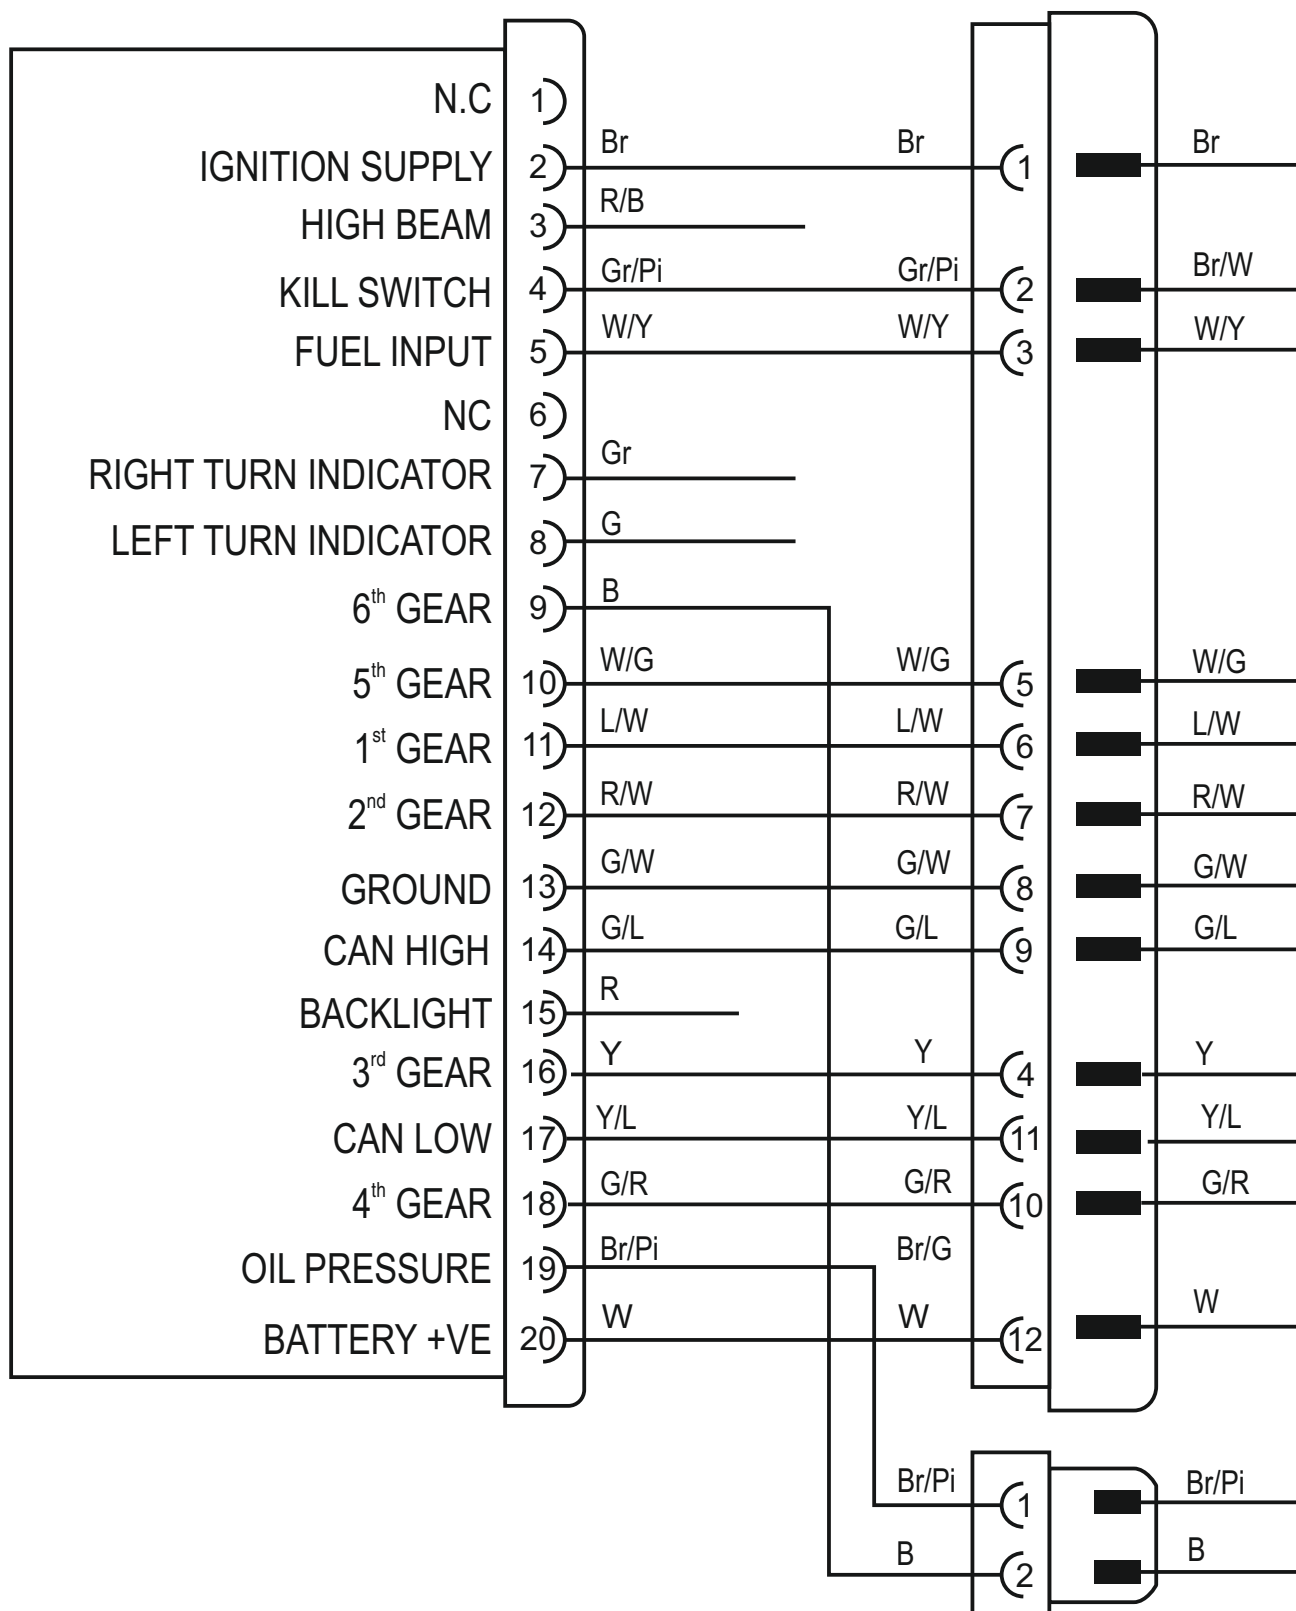 N.C 1
Br Br Br
IGNITION SUPPLY 2 1
R/B
HIGH BEAM 3
Gr/Pi Gr/Pi Br/W
KILL SWITCH 4 2
W/Y W/Y W/Y
FUEL INPUT 5 3
NC 6
Gr
RIGHT TURN INDICATOR 7
G
LEFT TURN INDICATOR 8
B
6th GEAR 9
W/G W/G W/G
5th GEAR 10 5
L/W L/W L/W
1st GEAR 11 6
R/W R/W R/W
2nd GEAR 12 7
G/W G/W G/W
GROUND 13 8
G/L G/L G/L
CAN HIGH 14 9
R
BACKLIGHT 15
Y Y Y
3rd GEAR 16 4
Y/L Y/L Y/L
CAN LOW 17 11
G/R G/R G/R
4th GEAR 18 10
Br/Pi Br/G
OIL PRESSURE 19
W W W
BATTERY +VE 20 12
Br/Pi Br/Pi
1
B B
2